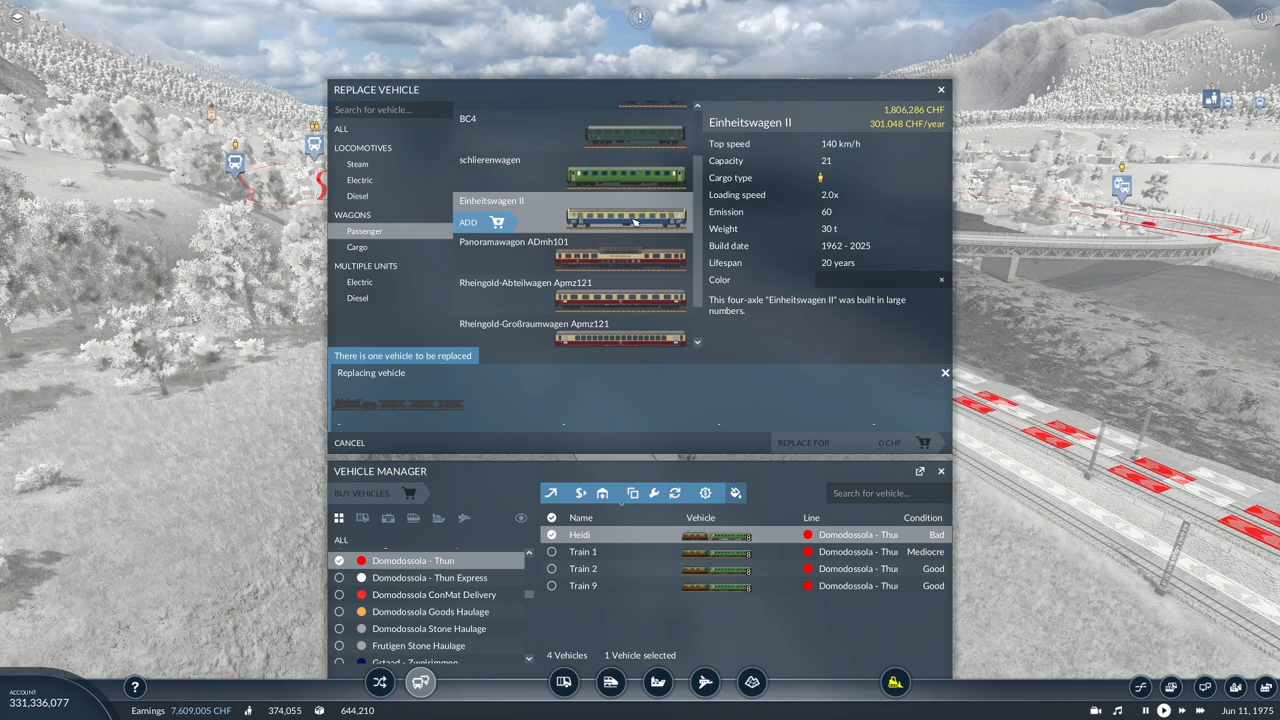 REPLACE VEHICLE
Search for vehicle...
ALL
LOCOMOTIVES
Steam
Electric
Diesel
WAGONS
Passenger
Cargo
MULTIPLE UNITS
Electric
Diesel
BC4
schlierenwagen
Einheitswagen II
ADD
Panoramawagon ADmh101
Rheingold-Abteilwagen Apmz121
Rheingold-Großraumwagen Apmz121
1,806,286 CHF
Einheitswagen II
301,048 CHF/year
Top speed 140 km/h
Capacity 21
Cargo type
Loading speed 2.0x
Emission 60
Weight 30 t
Build date 1962 - 2025
Lifespan 20 years
Color
This four-axle "Einheitswagen II" was built in large
numbers.
There is one vehicle to be replaced
Replacing vehicle
- - - -
CANCEL
REPLACE FOR 0 CHF
VEHICLE MANAGER
BUY VEHICLES
Search for vehicle...
ALL
Domodossola - Thun
Domodossola - Thun Express
Domodossola ConMat Delivery
Domodossola Goods Haulage
Domodossola Stone Haulage
Frutigen Stone Haulage
Gstaad - Zweisimmen
Name Vehicle Line Condition
Heidi 8 Domodossola - Thu Bad
Train 1 8 Domodossola - Thu Mediocre
Train 2 8 Domodossola - Thu Good
Train 9 8 Domodossola - Thu Good
4 Vehicles 1 Vehicle selected
ACCOUNT
331,336,077
?
Earnings 7,609,005 CHF 374,055 644,210
Jun 11, 1975